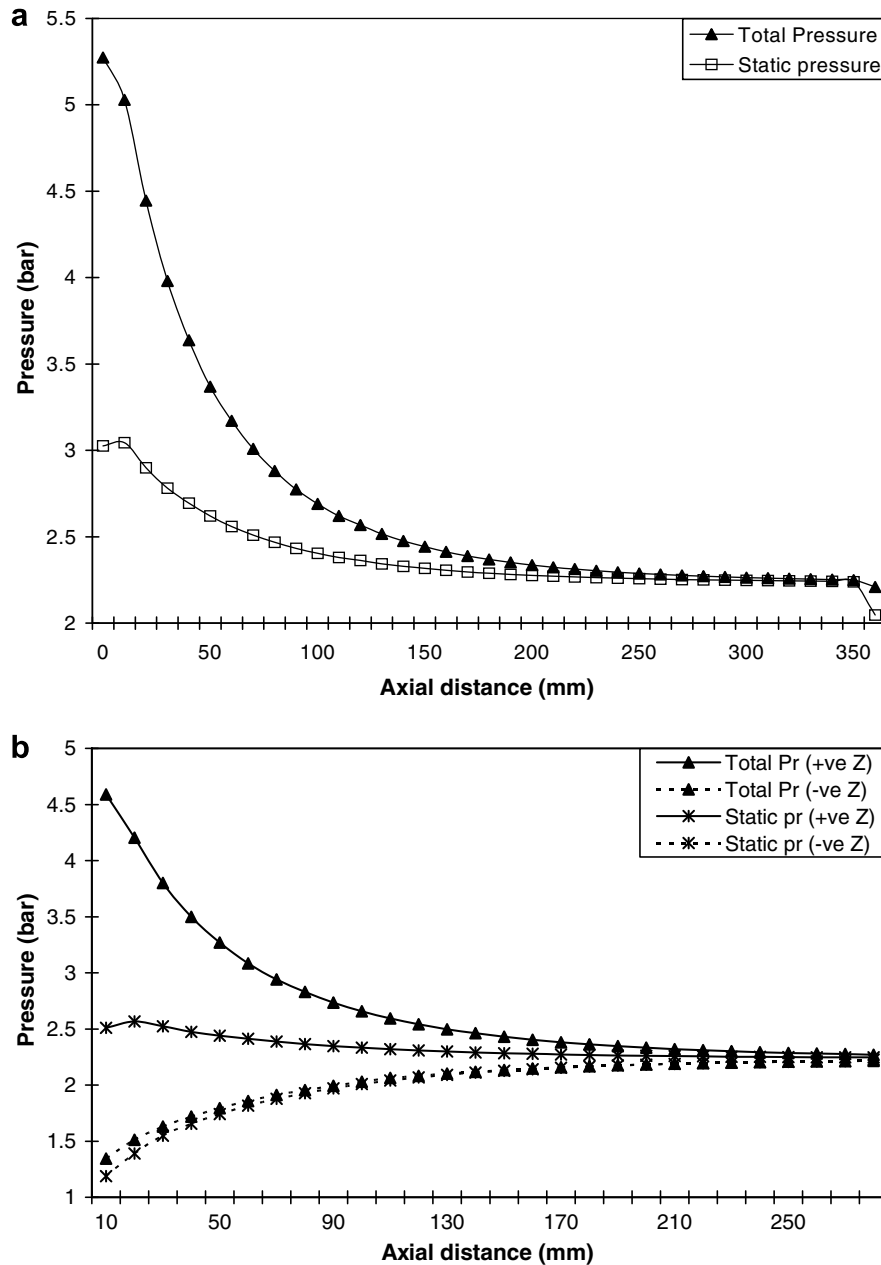 a
5.5
5
4.5
4
3.5
3
2.5
2
Pressure (bar)
Total Pressure
Static pressure
0 50 100 150 200 250 300 350
Axial distance (mm)
b
5
4.5
4
3.5
3
2.5
2
1.5
1
Pressure (bar)
Total Pr (+ve Z)
Total Pr (-ve Z)
Static pr (+ve Z)
Static pr (-ve Z)
10 50 90 130 170 210 250
Axial distance (mm)